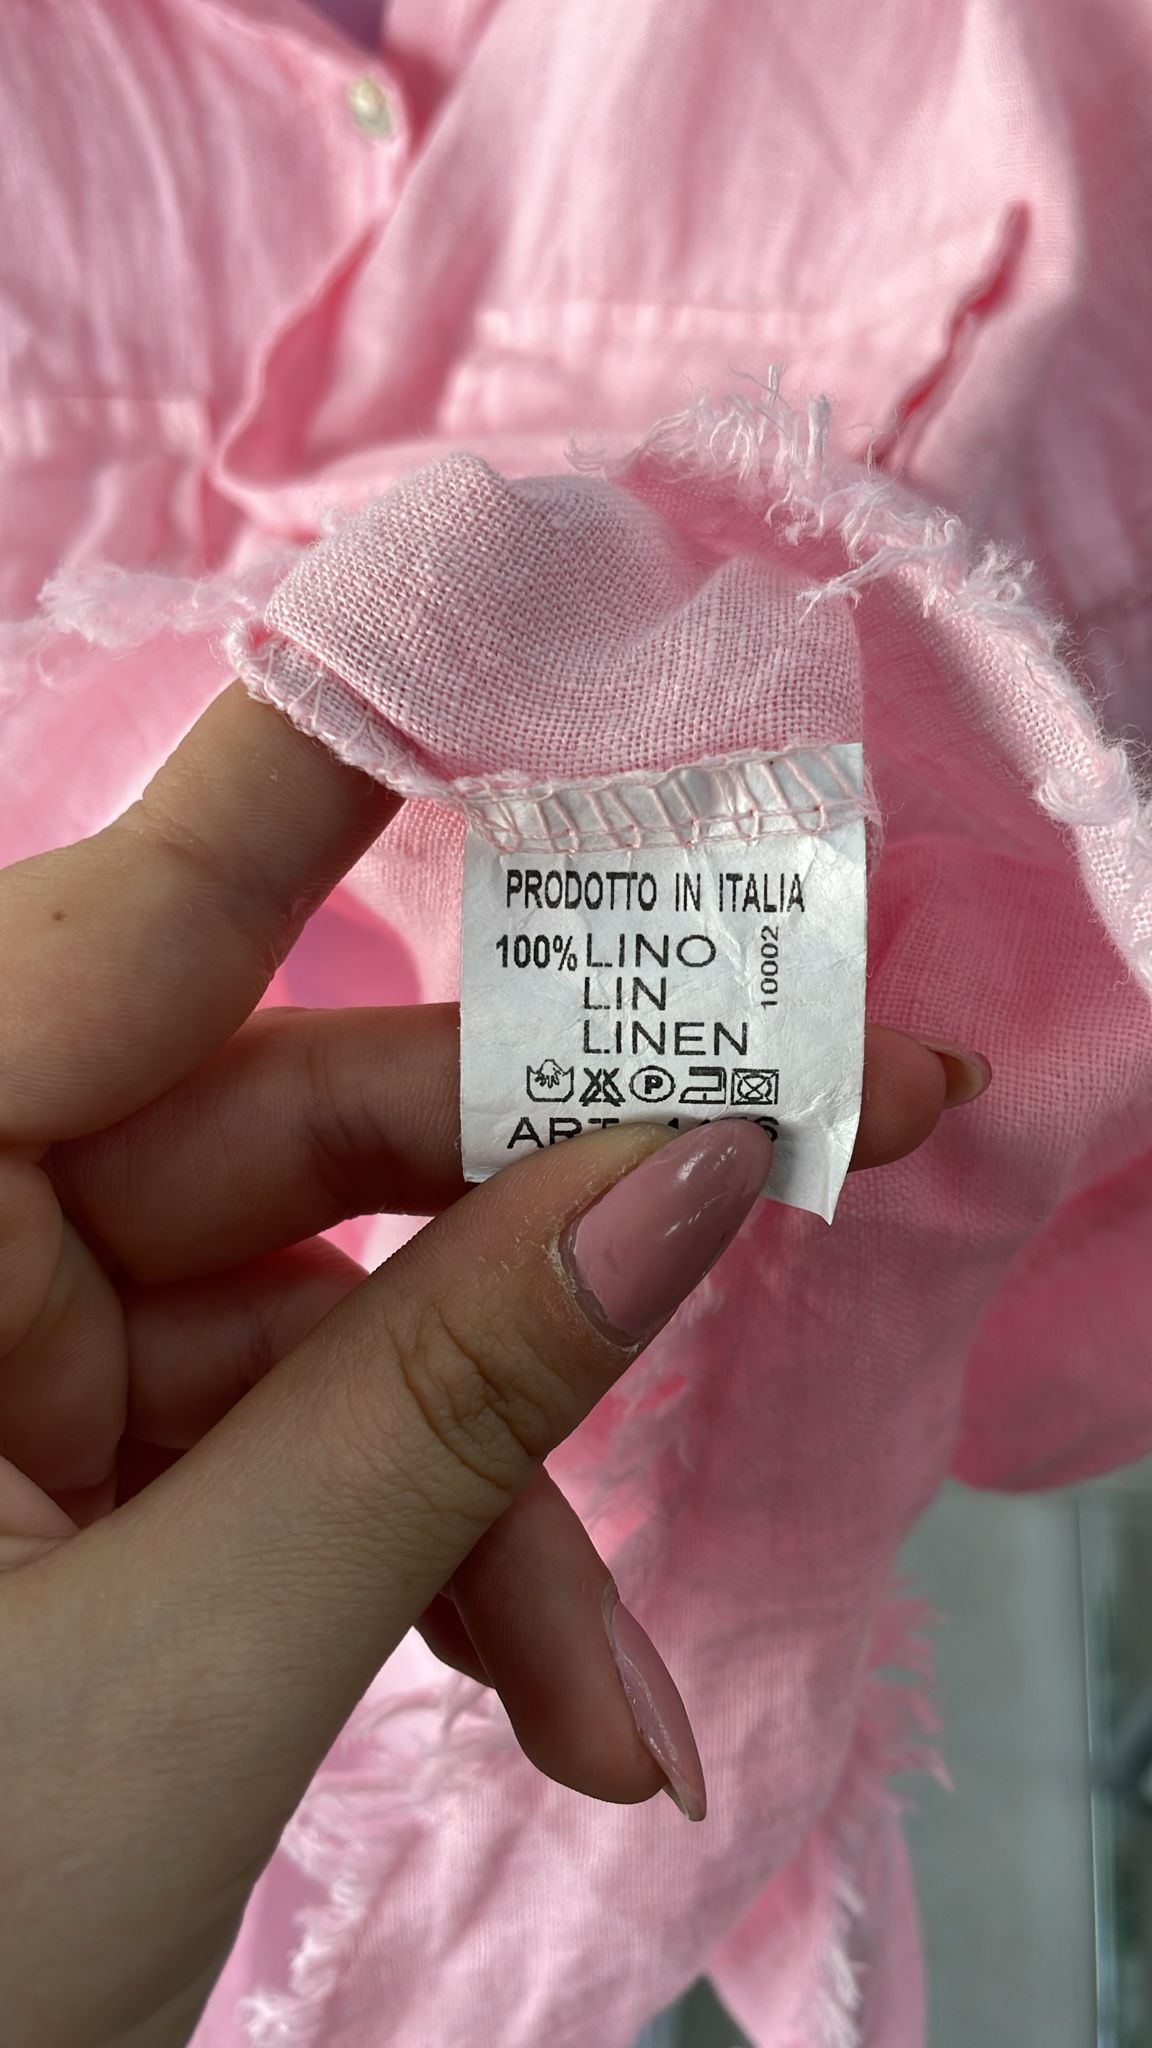 PRODOTTO IN ITALIA
100% LINO
LIN
LINEN
10002
P